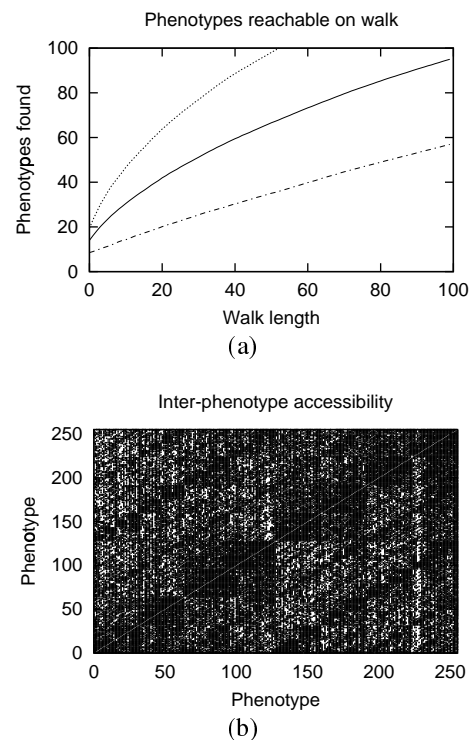 Phenotypes reachable on walk
100
80
60
40
20
0
Phenotypes found
0 20 40 60 80 100
Walk length
(a)
Inter-phenotype accessibility
250
200
150
100
50
0
Phenotype
0 50 100 150 200 250
Phenotype
(b)